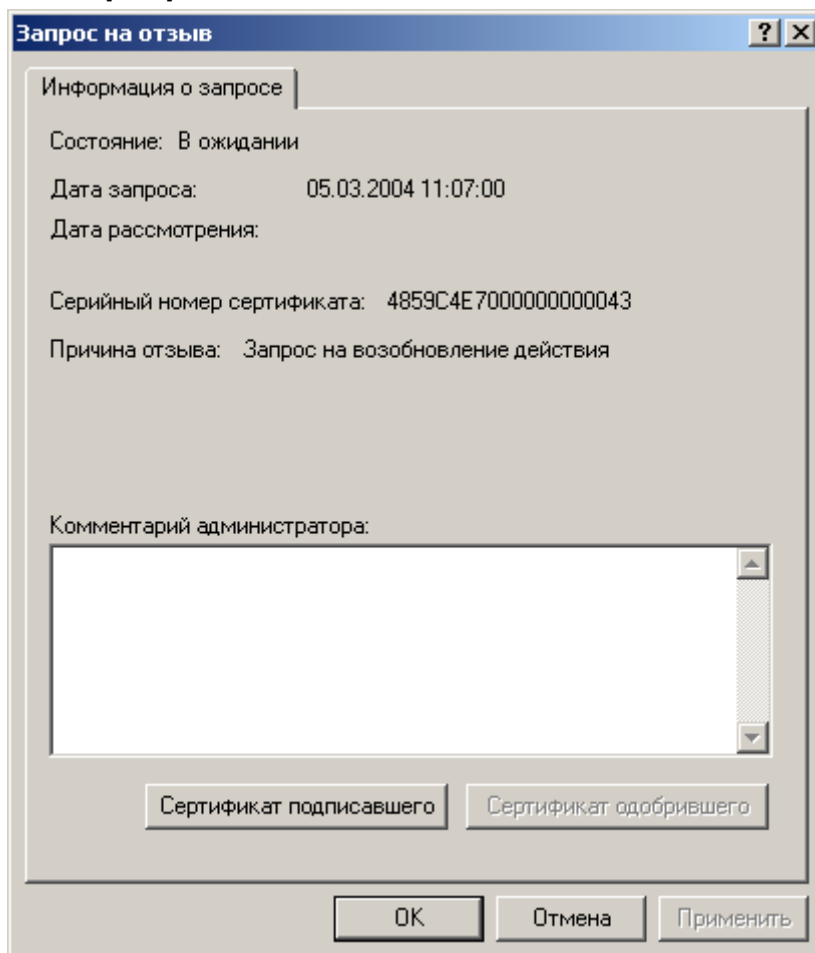 Запрос на отзыв
Информация о запросе
Состояние: В ожидании
Дата запроса: 05.03.2004 11:07:00
Дата рассмотрения:
Серийный номер сертификата: 4859C4E7000000000043
Причина отзыва: Запрос на возобновление действия
Комментарий администратора:
Сертификат подписавшего Сертификат одобрившего
OK Отмена Применить